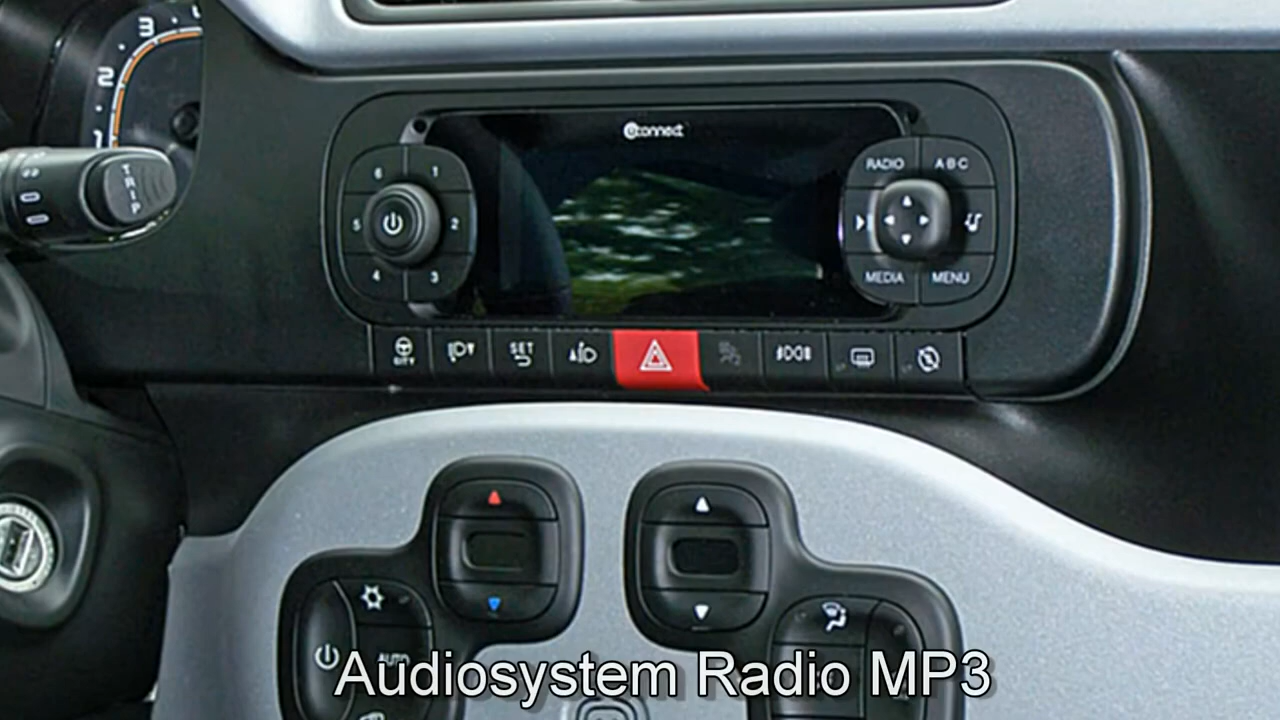 3
2
1
TRIP
uconnect
6 1
5 2
4 3
RADIO ABC
MEDIA MENU
CITY
SET
AUTO
Audiosystem Radio MP3